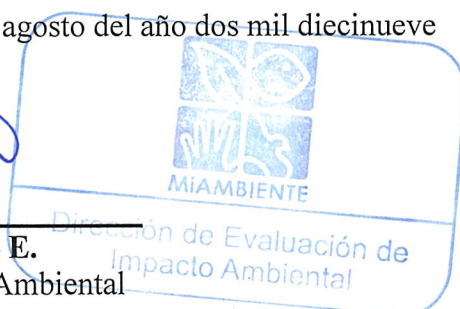 agosto del año dos mil diecinueve
MiAMBIENTE
Dirección de Evaluación de
Impacto Ambiental
E.
Ambiental